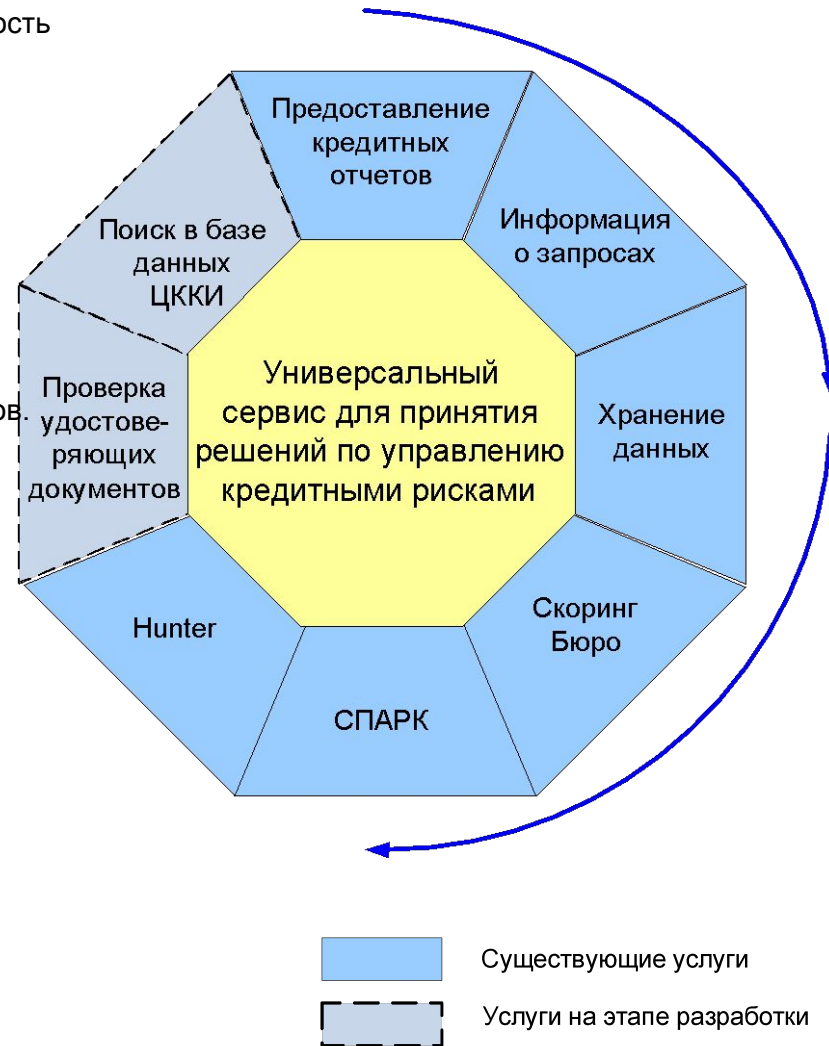 ость
Предоставление
кредитных
отчетов
Информация
о запросах
Хранение
данных
Скоринг
Бюро
СПАРК
Hunter
ов.
Проверка
удостове-
ряющих
документов
Поиск в базе
данных
ЦККИ
Универсальный
сервис для принятия
решений по управлению
кредитными рисками
Существующие услуги
Услуги на этапе разработки